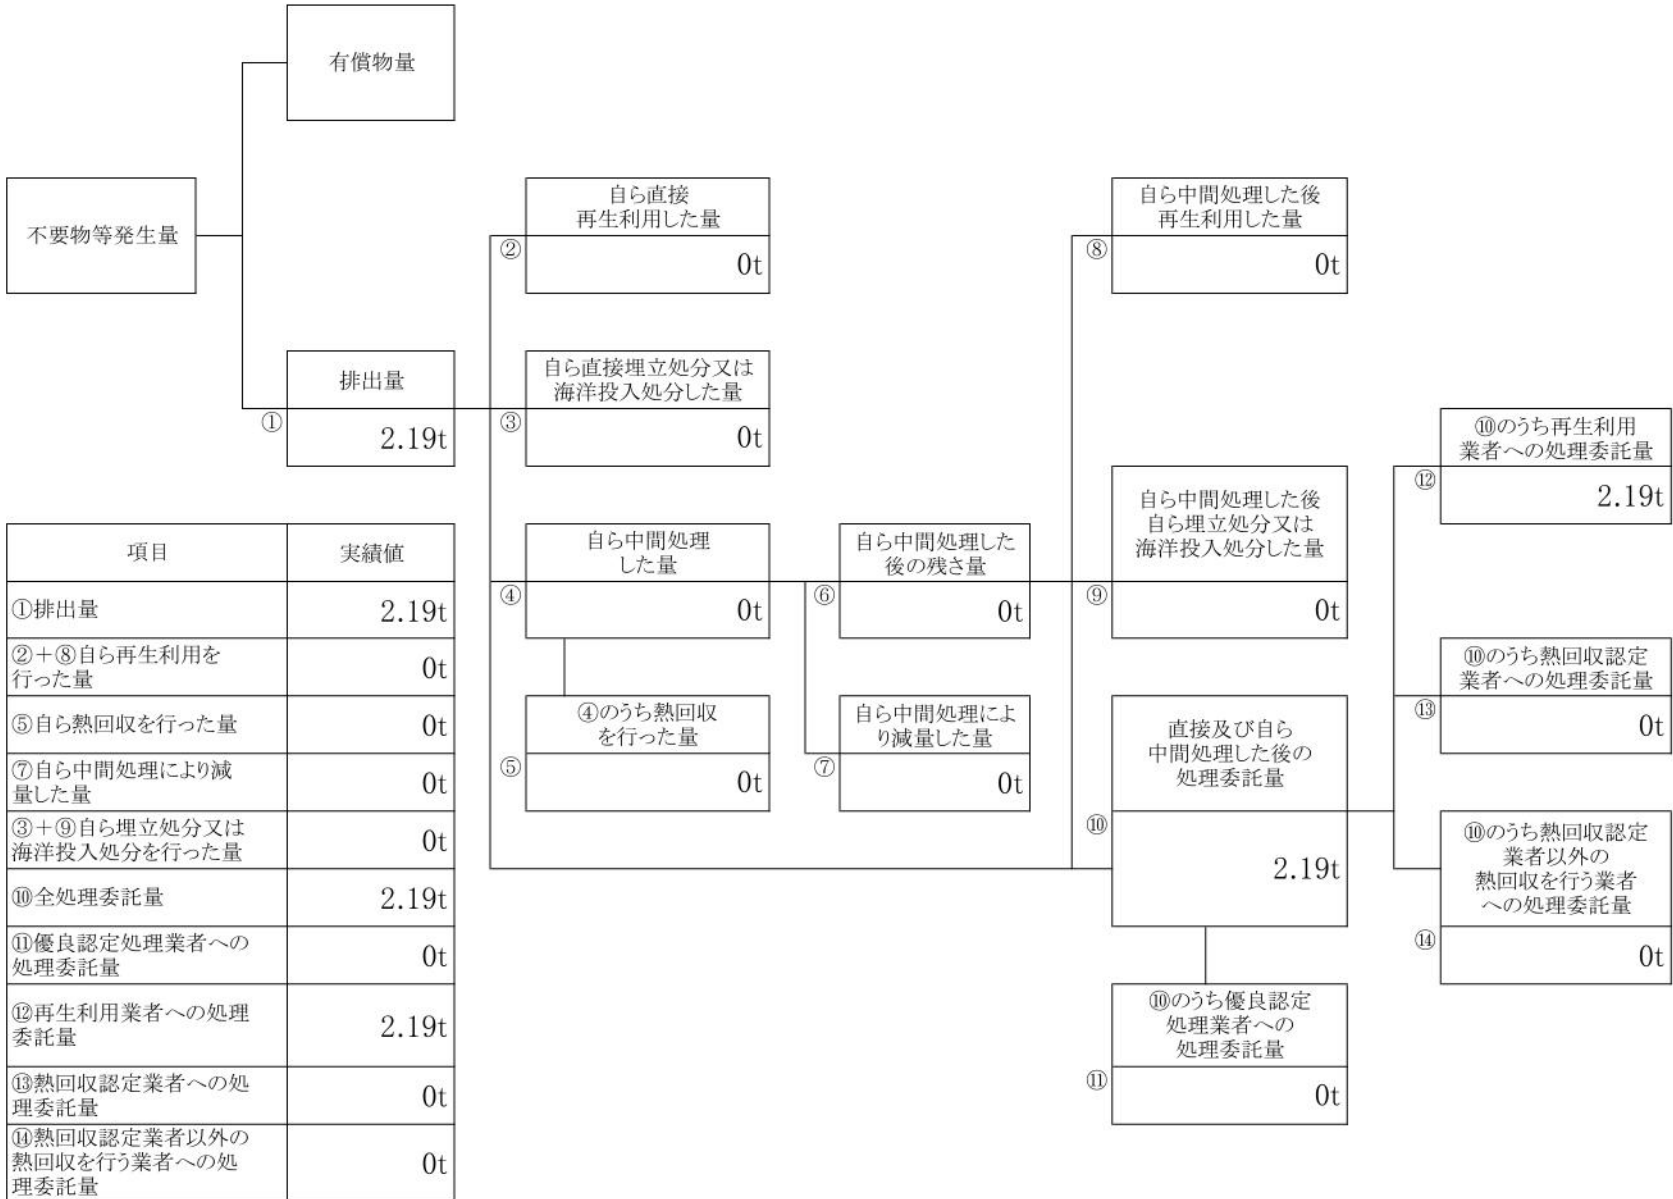 有償物量
不要物等発生量
排出量
①
2.19t
自ら直接
再生利用した量
②
0t
自ら直接埋立処分又は
海洋投入処分した量
③
0t
自ら中間処理
した量
④
0t
④のうち熱回収
を行った量
⑤
0t
自ら中間処理した
後の残さ量
⑥
0t
自ら中間処理によ
り減量した量
⑦
0t
自ら中間処理した後
再生利用した量
⑧
0t
自ら中間処理した後
自ら埋立処分又は
海洋投入処分した量
⑨
0t
直接及び自ら
中間処理した後の
処理委託量
⑩
2.19t
⑩のうち優良認定
処理業者への
処理委託量
⑪
0t
⑩のうち再生利用
業者への処理委託量
⑫
2.19t
⑩のうち熱回収認定
業者への処理委託量
⑬
0t
⑩のうち熱回収認定
業者以外の
熱回収を行う業者
への処理委託量
⑭
0t
項目 実績値
①排出量 2.19t
②+⑧自ら再生利用を
行った量 0t
⑤自ら熱回収を行った量 0t
⑦自ら中間処理により減
量した量 0t
③+⑨自ら埋立処分又は
海洋投入処分を行った量 0t
⑩全処理委託量 2.19t
⑪優良認定処理業者への
処理委託量 0t
⑫再生利用業者への処理
委託量 2.19t
⑬熱回収認定業者への処
理委託量 0t
⑭熱回収認定業者以外の
熱回収を行う業者への処
理委託量 0t